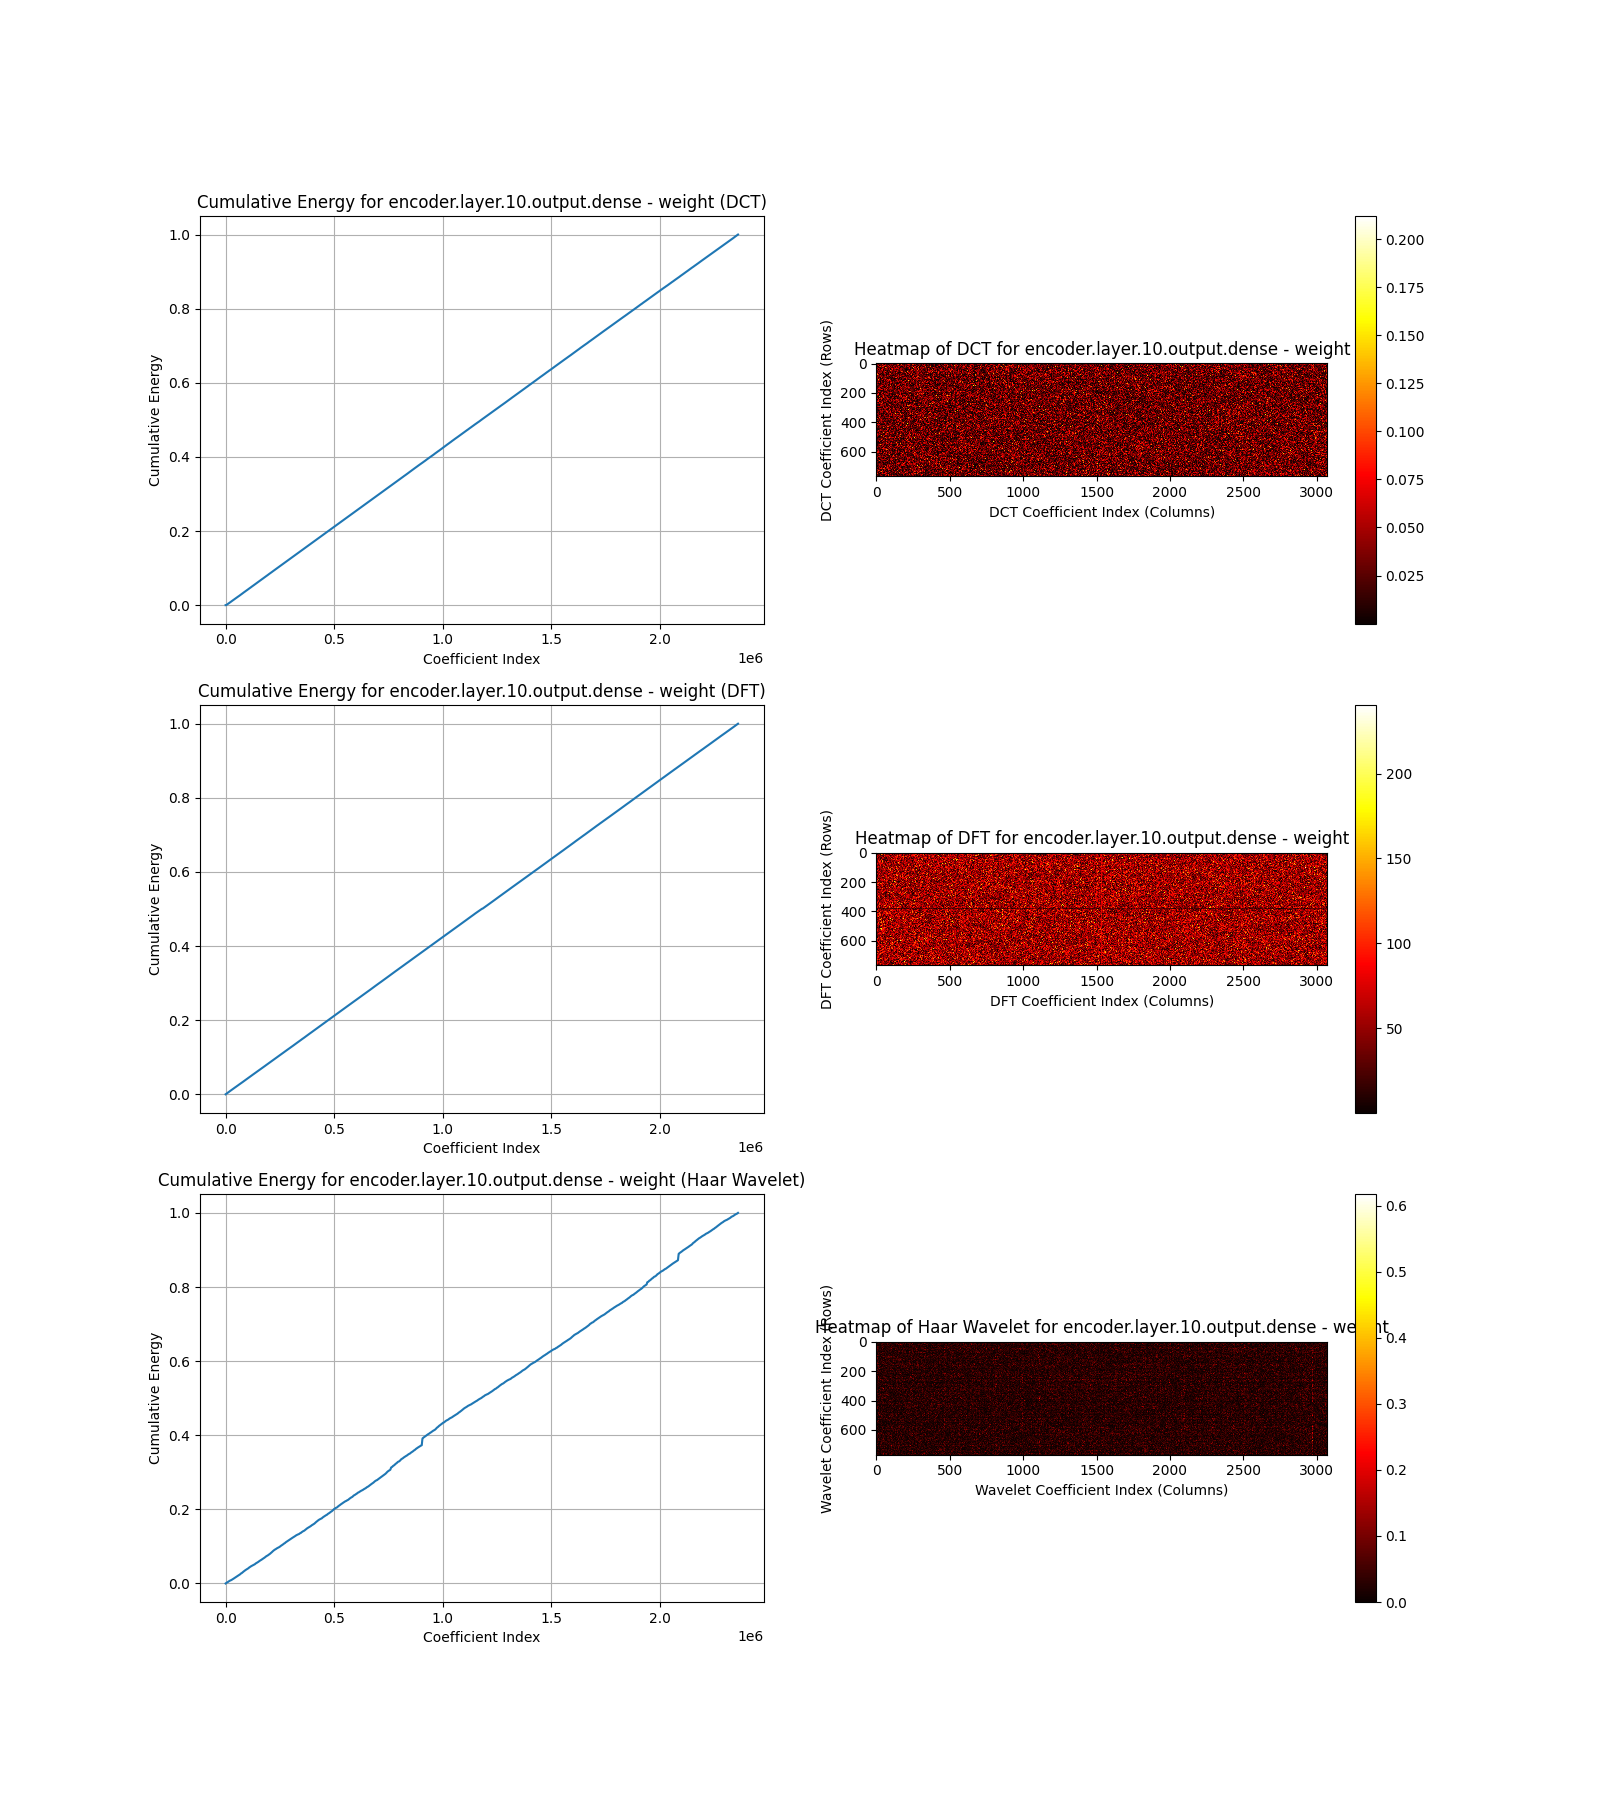 Cumulative Energy for encoder.layer.10.output.dense - weight (DCT)
1.0
0.8
0.6
0.4
0.2
0.0
Cumulative Energy
0.0 0.5 1.0 1.5 2.0
1e6
Coefficient Index
Heatmap of DCT for encoder.layer.10.output.dense - weight
0
200
400
600
DCT Coefficient Index (Rows)
0 500 1000 1500 2000 2500 3000
DCT Coefficient Index (Columns)
0.200
0.175
0.150
0.125
0.100
0.075
0.050
0.025
Cumulative Energy for encoder.layer.10.output.dense - weight (DFT)
1.0
0.8
0.6
0.4
0.2
0.0
Cumulative Energy
0.0 0.5 1.0 1.5 2.0
1e6
Coefficient Index
Heatmap of DFT for encoder.layer.10.output.dense - weight
0
200
400
600
DFT Coefficient Index (Rows)
0 500 1000 1500 2000 2500 3000
DFT Coefficient Index (Columns)
200
150
100
50
Cumulative Energy for encoder.layer.10.output.dense - weight (Haar Wavelet)
1.0
0.8
0.6
0.4
0.2
0.0
Cumulative Energy
0.0 0.5 1.0 1.5 2.0
1e6
Coefficient Index
Heatmap of Haar Wavelet for encoder.layer.10.output.dense - weight
0
200
400
600
Wavelet Coefficient Index (Rows)
0 500 1000 1500 2000 2500 3000
Wavelet Coefficient Index (Columns)
0.6
0.5
0.4
0.3
0.2
0.1
0.0